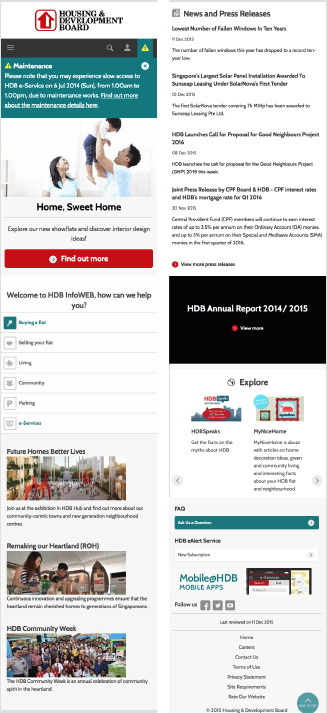 HOUSING &
DEVELOPMENT
BOARD
Maintenance
Please note that you may experience slow access to
HDB e-Service on 6 Jul 2014 (Sun), from 1.00am to
1.00pm, due to maintenance works. Find out more
about the maintenance details here.
Home, Sweet Home
Explore our new showflats and discover interior design
ideas!
Find out more
Welcome to HDB InfoWEB, how can we help
you?
Buying a flat
Selling your flat
Living
Community
Parking
e-Services
Future Homes Better Lives
Join us at the exhibition in HDB Hub and find out more about our
community-centric towns and new generation neighbourhood
centres.
Remaking our Heartland (ROH)
Continuous innovation and upgrading programmes ensure that the
heartland remain cherished homes to generations of Singaporeans.
HDB Community Week
The HDB Community Week is an annual celebration of community
spirit in the heartland.
News and Press Releases
Lowest Number of Fallen Windows In Ten Years
11 Dec 2015
The number of fallen windows this year has dropped to a record ten-
year low.
Singapore's Largest Solar Panel Installation Awarded To
Sunseap Leasing Under SolarNova's First Tender
10 Dec 2015
The first SolarNova tender covering 76 MWp has been awarded to
Sunseap Leasing Pte Ltd.
HDB Launches Call for Proposal for Good Neighbours Project
2016
08 Dec 2015
HDB launches the call for proposal for the Good Neighbours Project
(GNP) 2016 this week.
Joint Press Release by CPF Board & HDB - CPF interest rates
and HDB's mortgage rate for Q1 2016
30 Nov 2015
Central Provident Fund (CPF) members will continue to earn interest
rates of up to 3.5% per annum on their Ordinary Account (OA) monies,
and up to 5% per annum on their Special and Medisave Accounts (SMA)
monies in the first quarter of 2016.
View more press releases
HDB Annual Report 2014/ 2015
View more
Explore
HDBSpeaks
Get the facts on the
myths about HDB.
MyNiceHome
MyNiceHome is abuzz
with articles on home
decoration ideas, green
and community living,
and interesting facts
about your HDB flat
and neighbourhood.
FAQ
Ask Us a Question
HDB eAlert Service
New Subscription
Mobile@HDB
MOBILE APPS
Follow us
Last reviewed on 11 Dec 2015
Home
Careers
Contact Us
Terms of Use
Privacy Statement
Site Requirements
Rate Our Website
© 2015 Housing & Development Board
BACK TO TOP